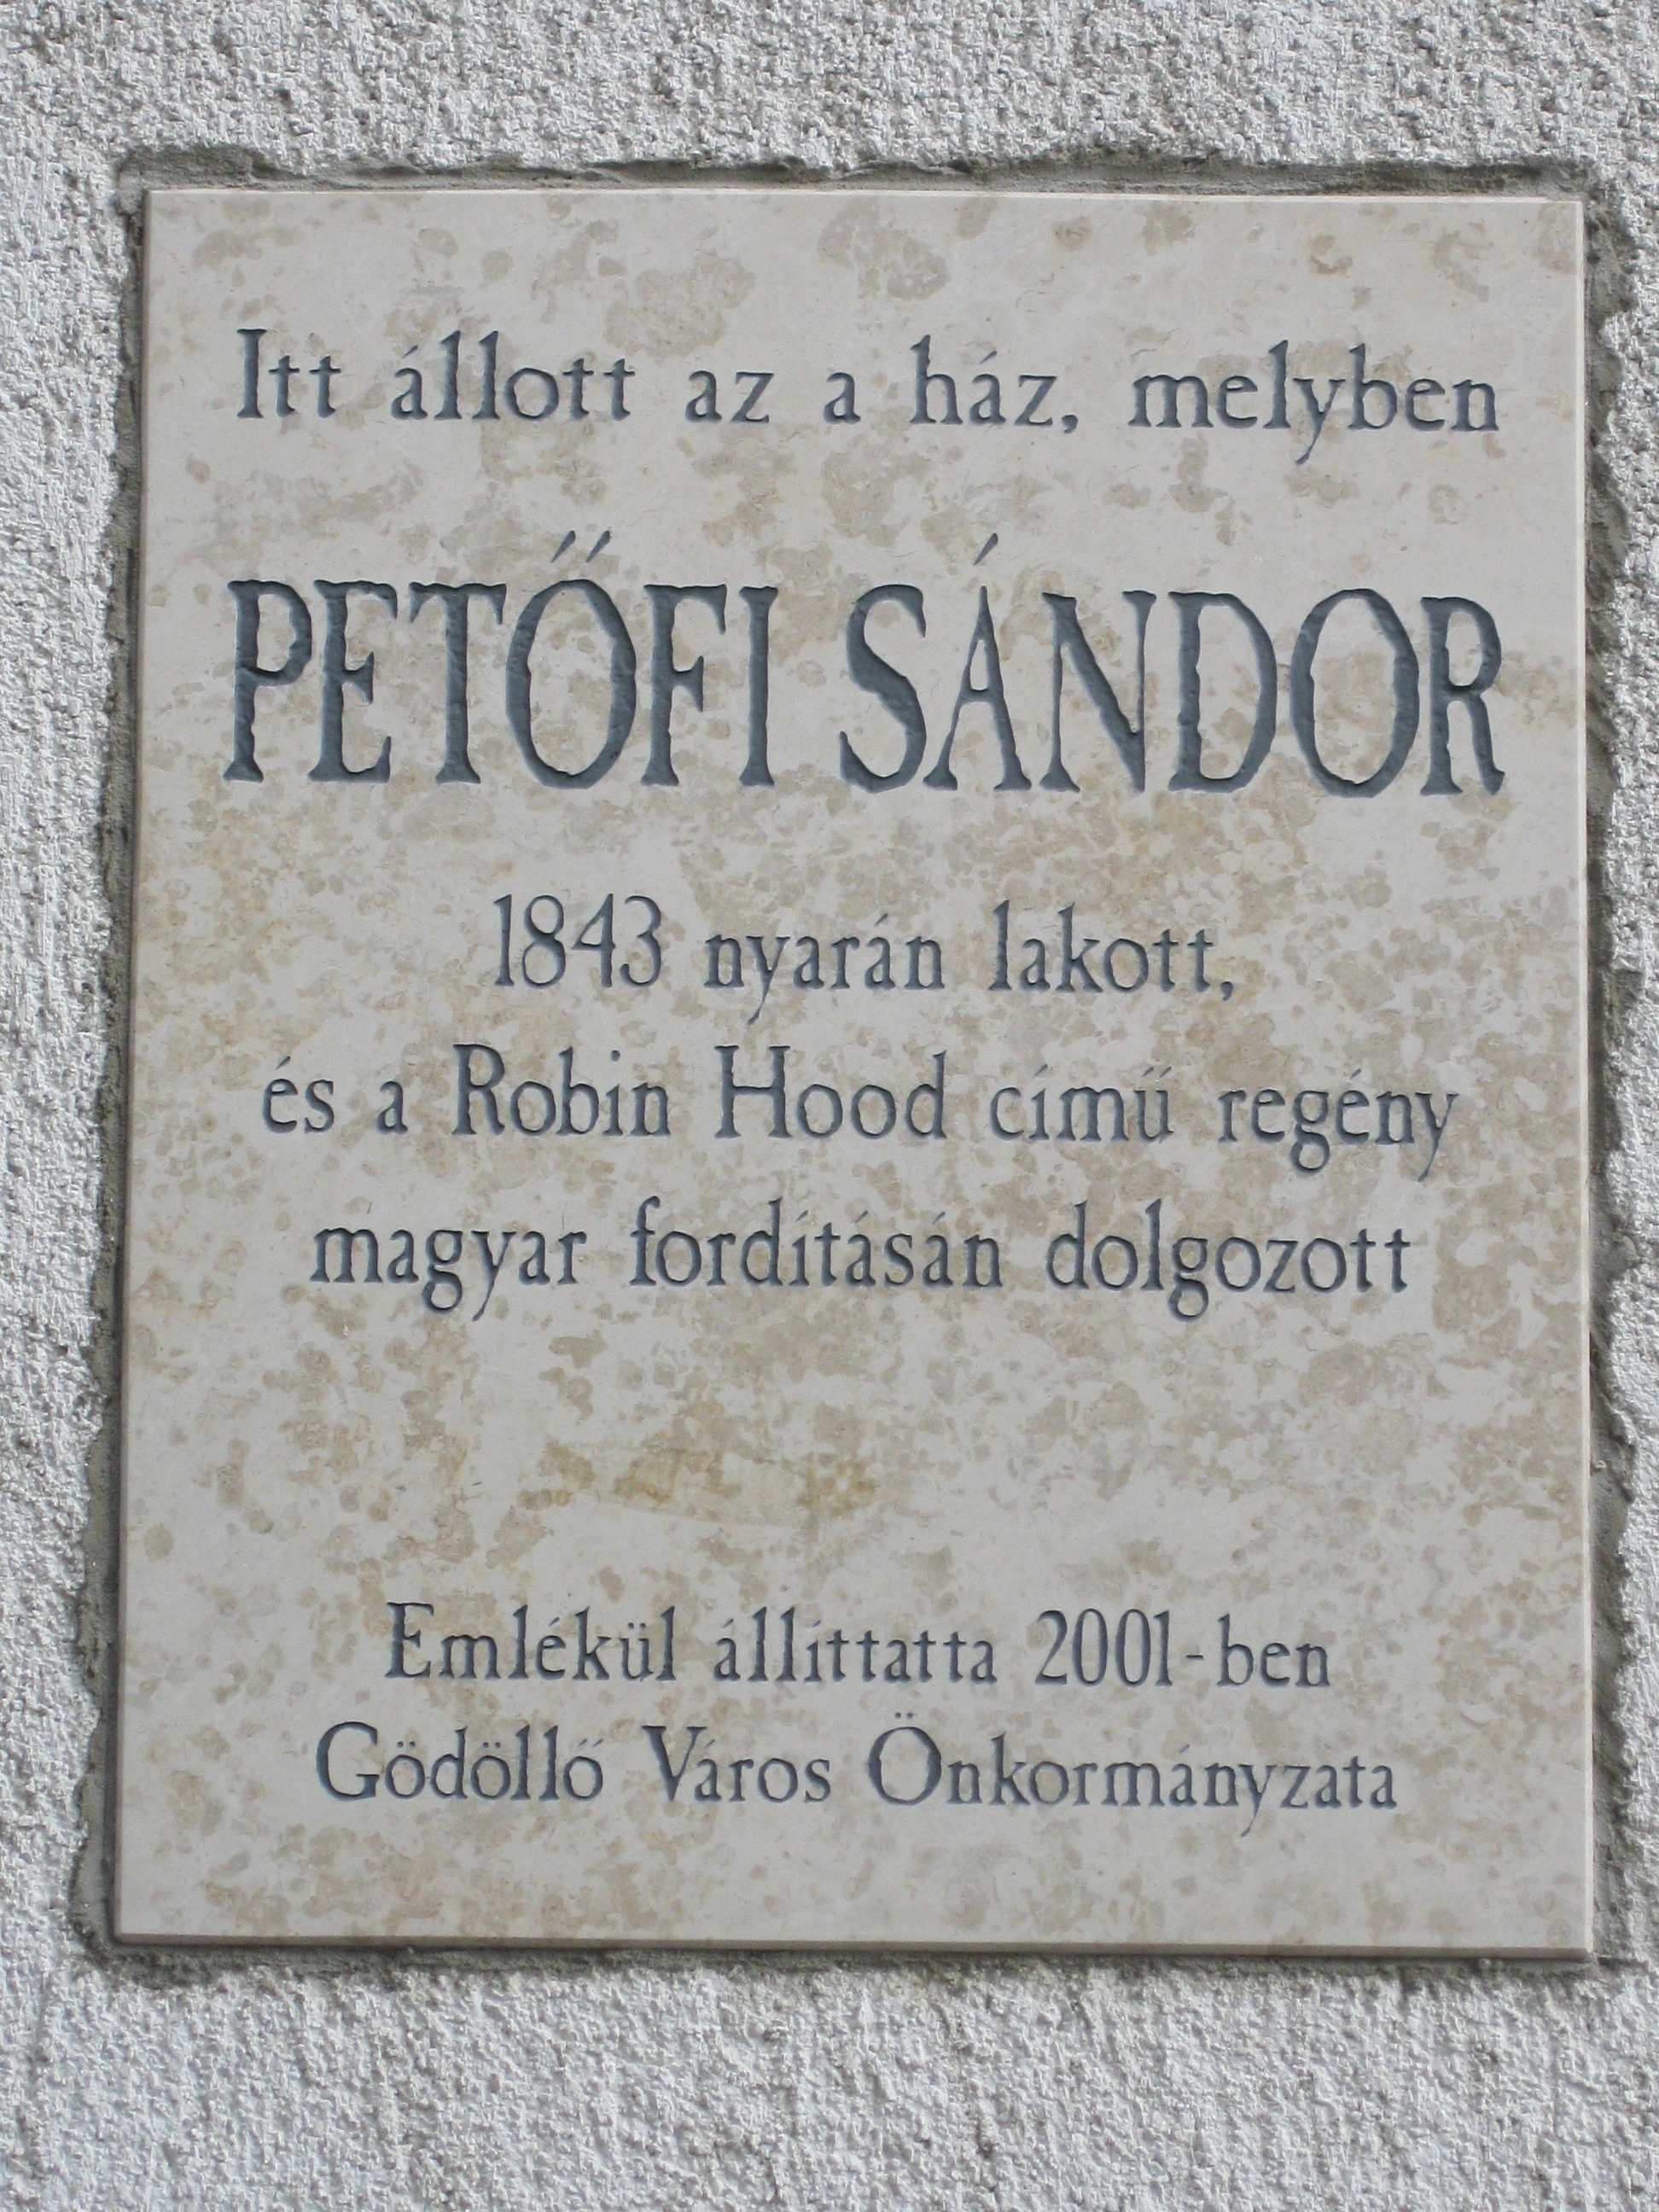 Itt állott az a ház, melyben
PETŐFI SÁNDOR
1843 nyarán lakott,
és a Robin Hood című regény
magyar fordításán dolgozott
Emlékül állíttatta 2001-ben
Gödöllő Város Önkormányzata